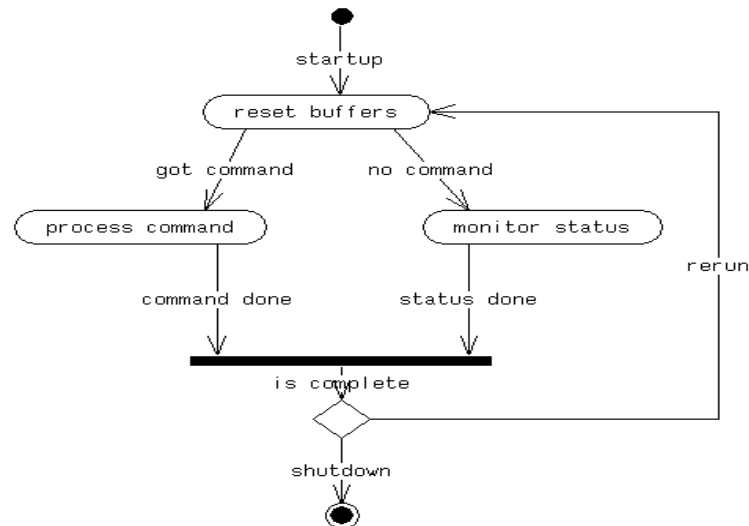 startup
reset buffers
got command
no command
process command
monitor status
rerun
command done
status done
is complete
shutdown